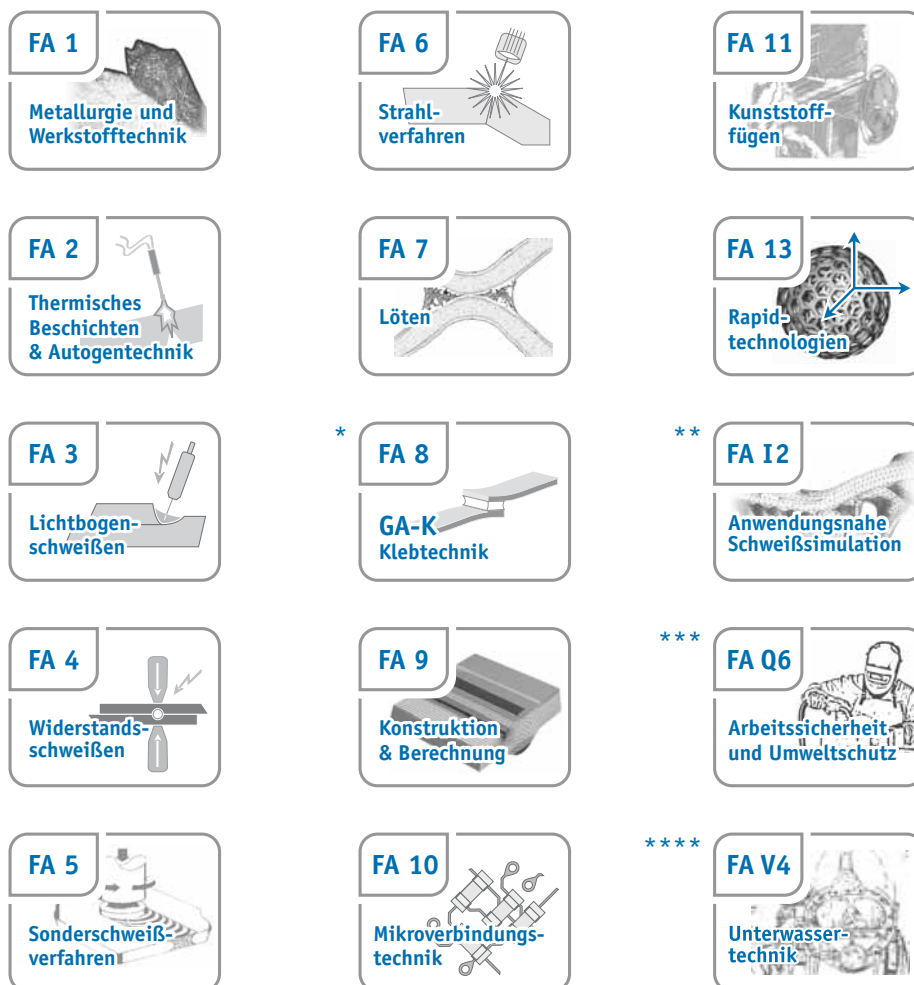 FA 1
Metallurgie und
Werkstofftechnik
FA 6
Strahl-
verfahren
FA 11
Kunststoff-
fügen
FA 2
Thermisches
Beschichten
& Autogentechnik
FA 7
Löten
FA 13
Rapid-
technologien
FA 3
Lichtbogen-
schweißen
*
FA 8
GA-K
Klebtechnik
**
FA I2
Anwendungsnahe
Schweißsimulation
FA 4
Widerstands-
schweißen
FA 9
Konstruktion
& Berechnung
***
FA Q6
Arbeitssicherheit
und Umweltschutz
FA 5
Sonderschweiß-
verfahren
FA 10
Mikroverbindungs-
technik
****
FA V4
Unterwasser-
technik